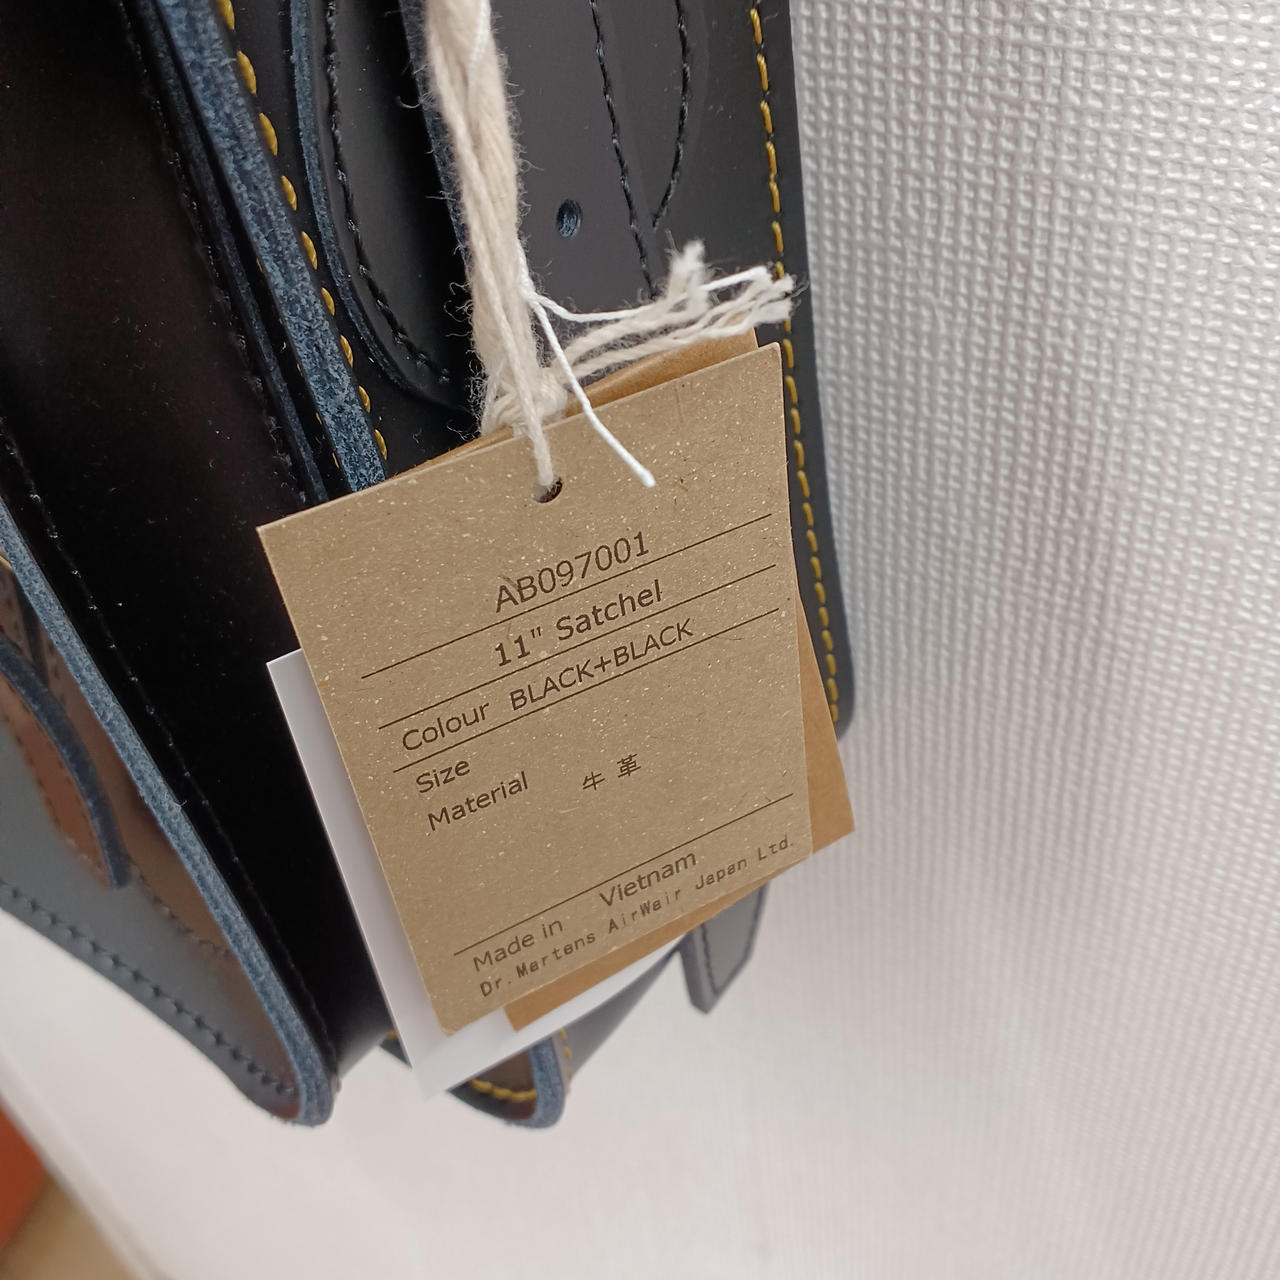 AB097001
11" Satchel
Colour BLACK+BLACK
Size
Material 牛革
Made in Vietnam
Dr.Martens AirWair Japan Ltd.